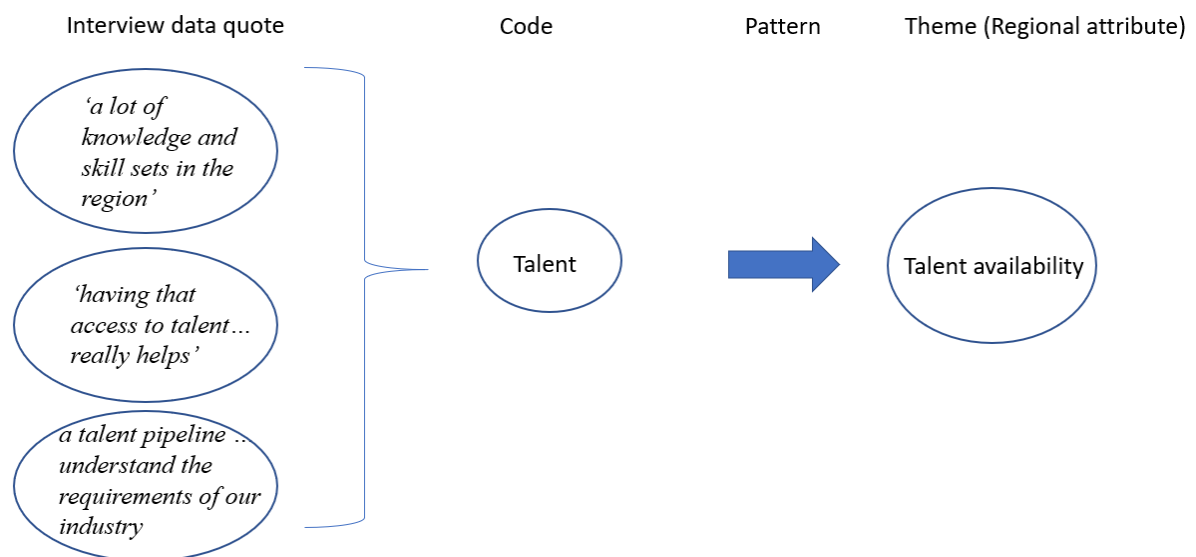 Interview data quote
Code
Pattern
Theme (Regional attribute)
‘a lot of
knowledge and
skill sets in the
region’
‘having that
access to talent…
really helps’
a talent pipeline …
understand the
requirements of our
industry
Talent
Talent availability